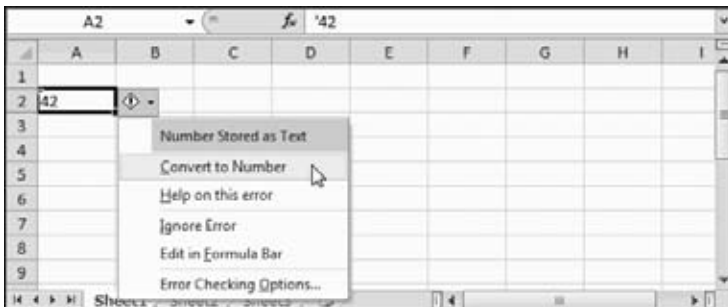 A2 fx '42
A B C D E F G H I
1
2 42
3 Number Stored as Text
4
5 Convert to Number
6 Help on this error
7 Ignore Error
8 Edit in Formula Bar
9
Error Checking Options...
Sheet1